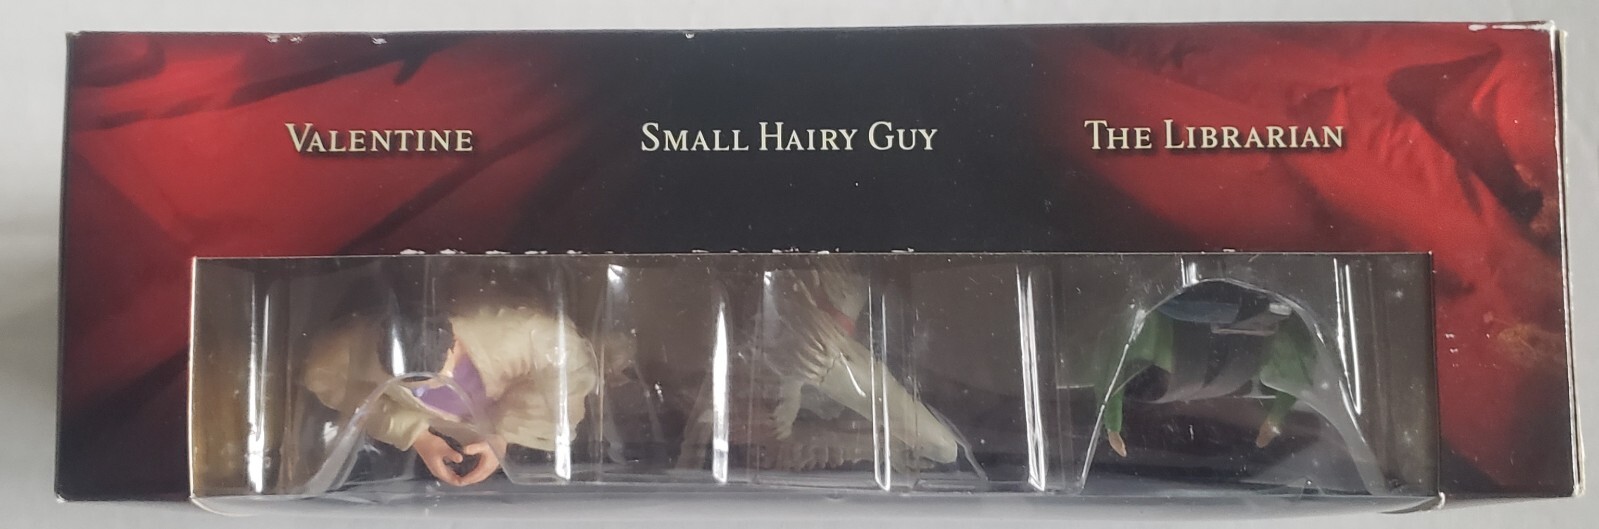 VALENTINE
SMALL HAIRY GUY
THE LIBRARIAN